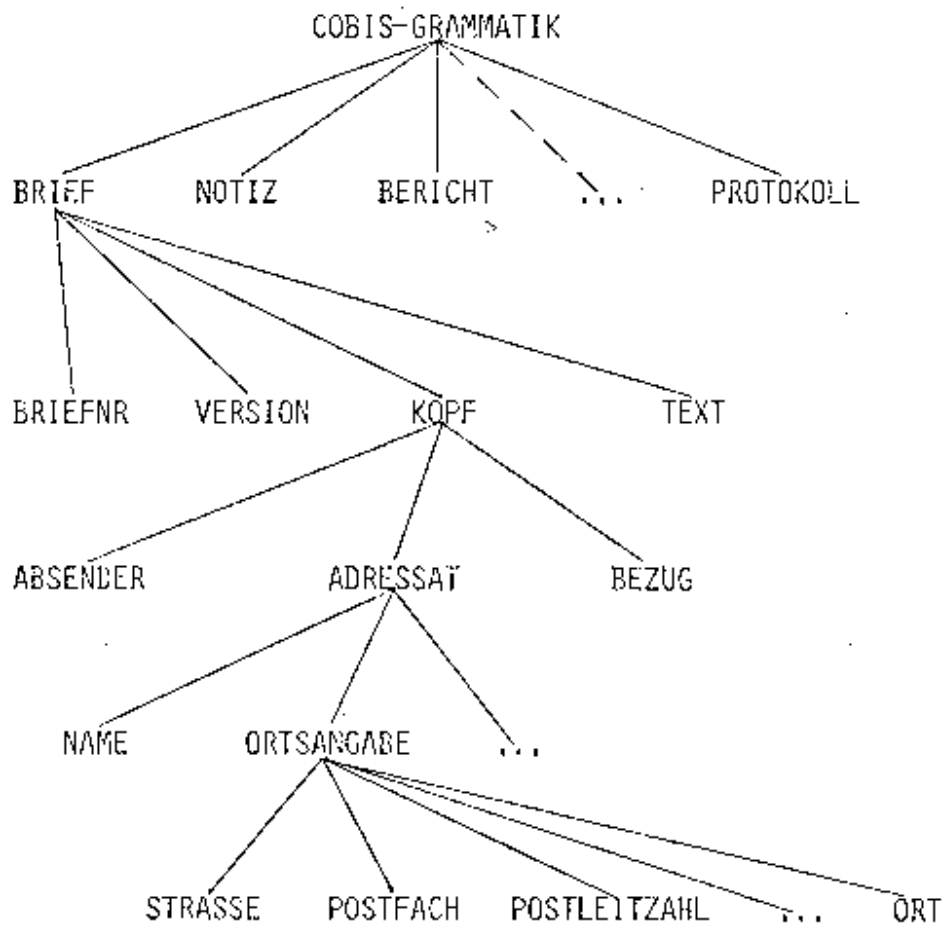 COBIS-GRAMMATIK
BRIEF NOTIZ BERICHT ... PROTOKOLL
BRIEFNR VERSION KOPF TEXT
ABSENDER ADRESSAT BEZUG
NAME ORTSANGABE ...
STRASSE POSTFACH POSTLEITZAHL ... ORT